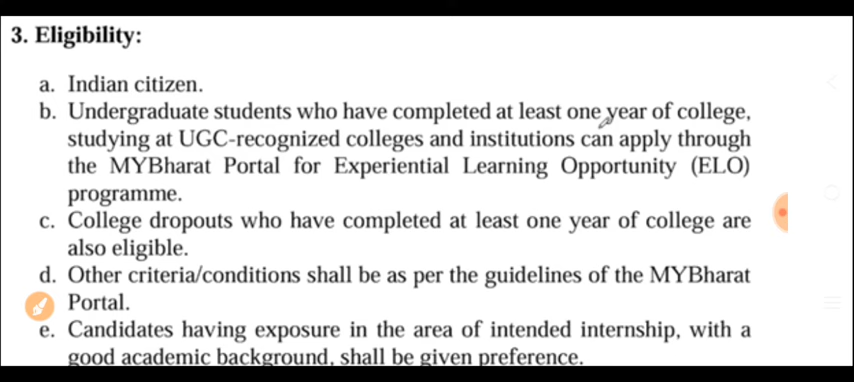 3. Eligibility:
a. Indian citizen.
b. Undergraduate students who have completed at least one year of college,
studying at UGC-recognized colleges and institutions can apply through
the MYBharat Portal for Experiential Learning Opportunity (ELO)
programme.
c. College dropouts who have completed at least one year of college are
also eligible.
d. Other criteria/conditions shall be as per the guidelines of the MYBharat
Portal.
e. Candidates having exposure in the area of intended internship, with a
good academic background, shall be given preference.